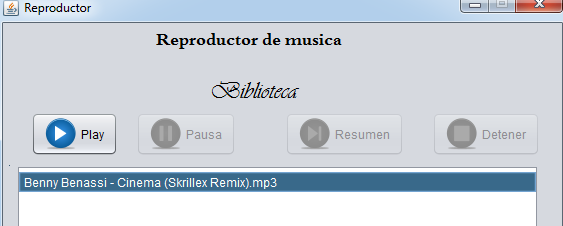 Reproductor
Reproductor de musica
Biblioteca
Play Pausa Resumen Detener
Benny Benassi - Cinema (Skrillex Remix).mp3